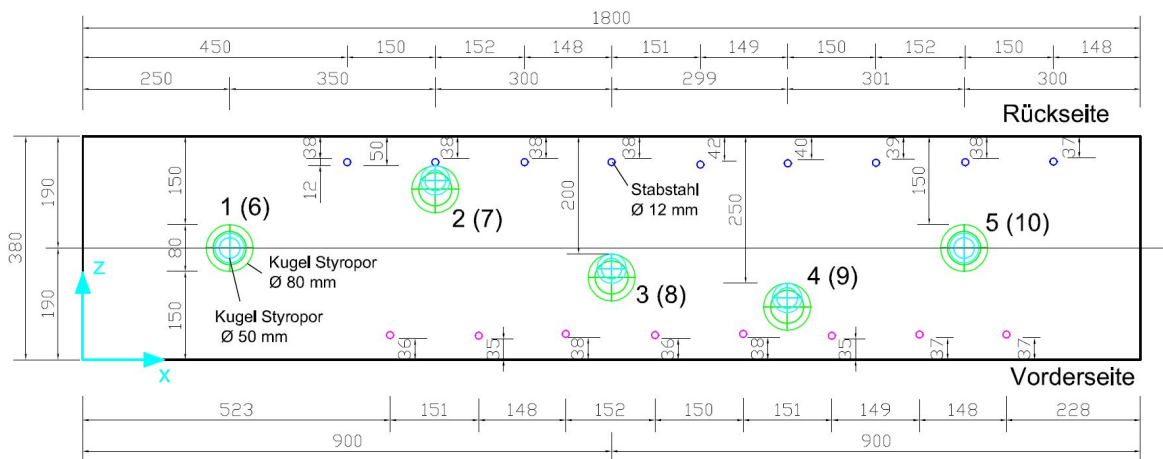 1800
450 150 152 148 151 149 150 152 150 148
250 350 300 299 301 300
Rückseite
38 50 38 38 38 42 40 39 38 37
12
190 150 200 250 150
Stabstahl
Ø 12 mm
1 (6)
2 (7)
5 (10)
380
80
z
Kugel Styropor
Ø 80 mm
3 (8)
4 (9)
190 150
Kugel Styropor
Ø 50 mm
36 35 38 36 38 35 37 37
x
Vorderseite
523 151 148 152 150 151 149 148 228
900 900